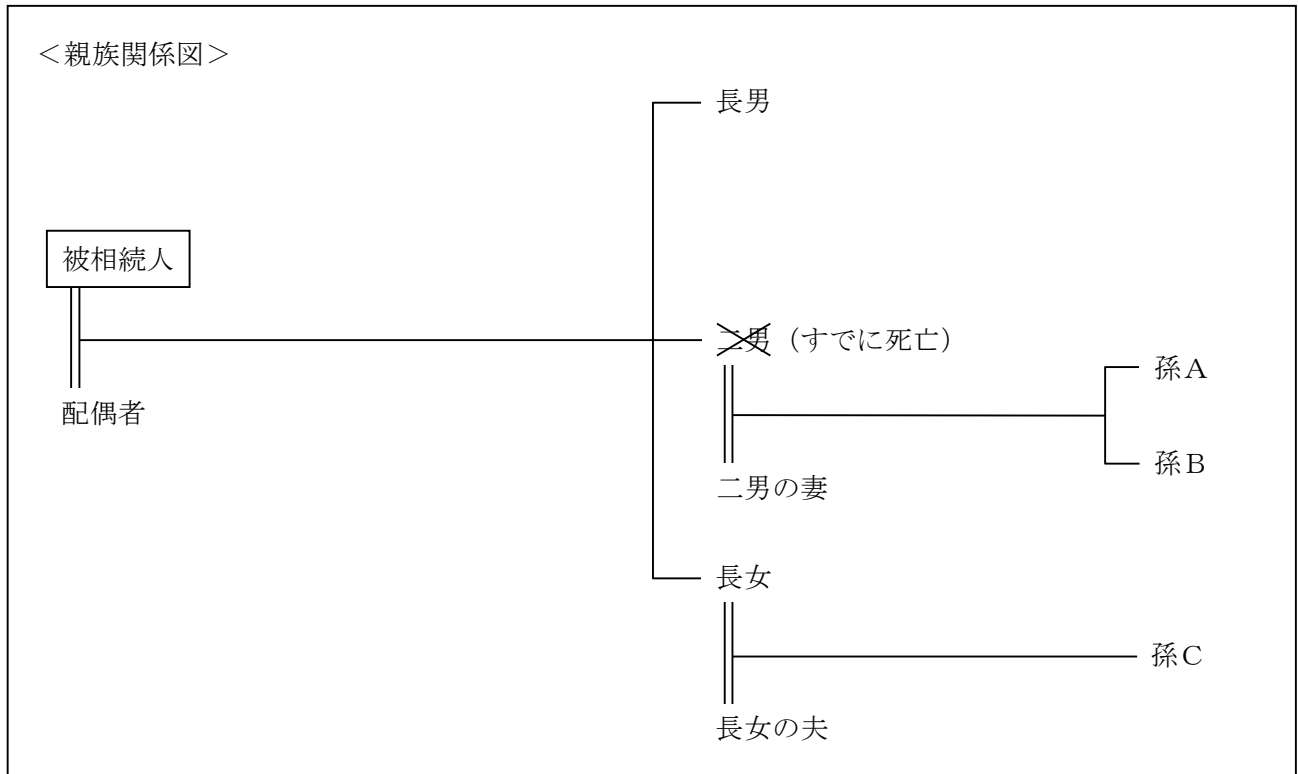 ＜親族関係図＞
長男
被相続人
二男（すでに死亡）
孫Ａ
配偶者
孫Ｂ
二男の妻
長女
孫Ｃ
長女の夫